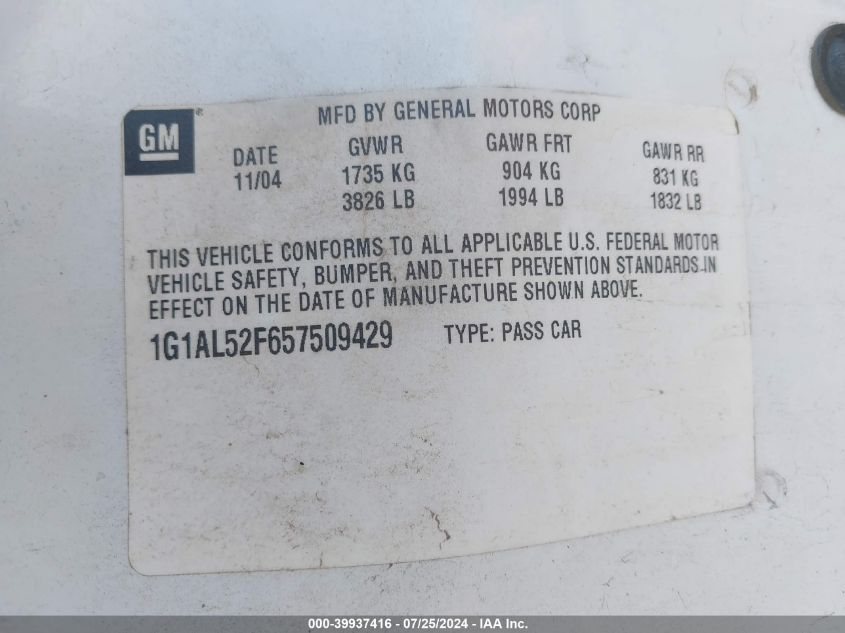 MFD BY GENERAL MOTORS CORP
GM®
DATE GVWR GAWR FRT GAWR RR
11/04 1735 KG 904 KG 831 KG
3826 LB 1994 LB 1832 LB
THIS VEHICLE CONFORMS TO ALL APPLICABLE U.S. FEDERAL MOTOR
VEHICLE SAFETY, BUMPER, AND THEFT PREVENTION STANDARDS IN
EFFECT ON THE DATE OF MANUFACTURE SHOWN ABOVE.
1G1AL52F657509429 TYPE: PASS CAR
000-39937416 - 07/25/2024 - IAA Inc.